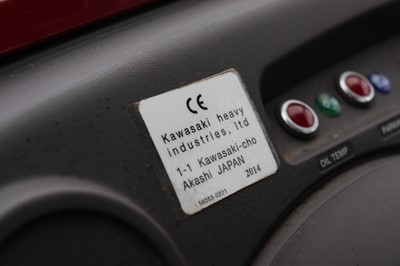 CE
Kawasaki heavy
industries, ltd
1-1 Kawasaki-cho
Akashi JAPAN 2014
OIL TEMP